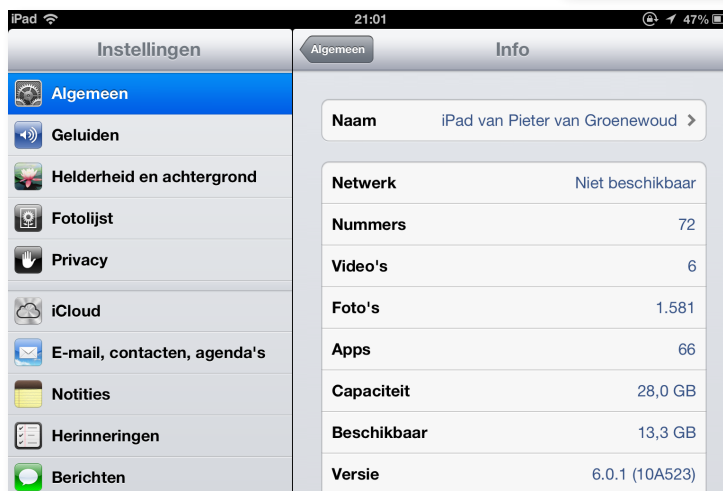 iPad 21:01 47%
Instellingen
Algemeen
Geluiden
Helderheid en achtergrond
Fotolijst
Privacy
iCloud
E-mail, contacten, agenda's
Notities
Herinneringen
Berichten
Algemeen Info
Naam iPad van Pieter van Groenewoud
Netwerk Niet beschikbaar
Nummers 72
Video's 6
Foto's 1.581
Apps 66
Capaciteit 28,0 GB
Beschikbaar 13,3 GB
Versie 6.0.1 (10A523)